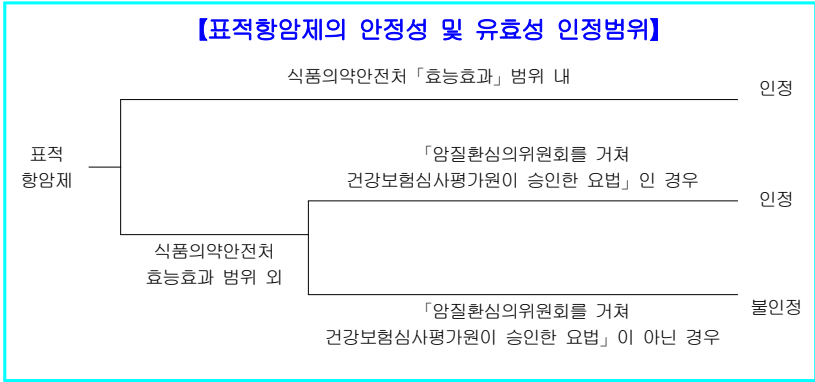 【표적항암제의 안정성 및 유효성 인정범위】
식품의약안전처「효능효과」범위 내
인정
표적
항암제
「암질환심의위원회를 거쳐
건강보험심사평가원이 승인한 요법」인 경우
인정
식품의약안전처
효능효과 범위 외
「암질환심의위원회를 거쳐
건강보험심사평가원이 승인한 요법」이 아닌 경우
불인정